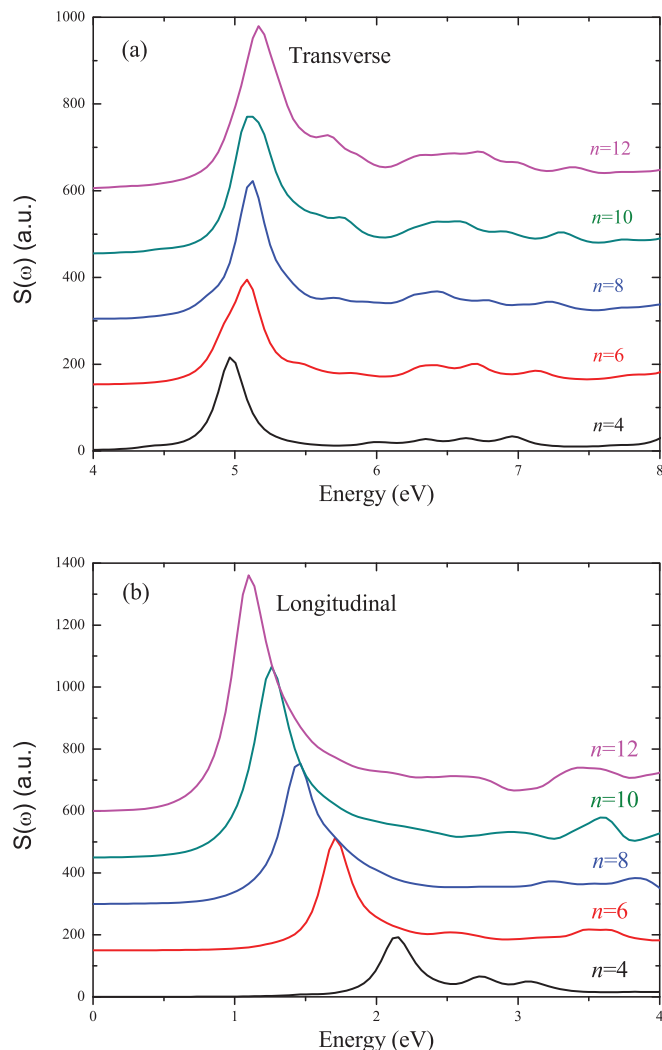 1000
(a)
Transverse
800
n=12
600
n=10
400
n=8
200
n=6
n=4
0
4 5 6 7 8
S(ω) (a.u.)
Energy (eV)
1400
(b)
Longitudinal
1200
1000
800
n=12
600
n=10
400
n=8
200
n=6
n=4
0
0 1 2 3 4
S(ω) (a.u.)
Energy (eV)